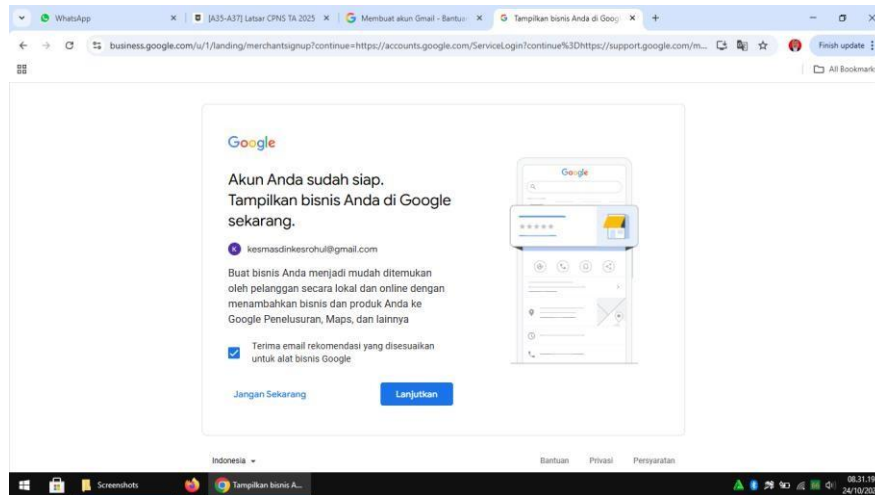 WhatsApp
[A35-A37] Latsar CPNS TA 2025
Membuat akun Gmail - Bantua
Tampilkan bisnis Anda di Goog
business.google.com/u/1/landing/merchantsignup?continue=https://accounts.google.com/ServiceLogin?continue%3Dhttps://support.google.com/m...
Finish update
All Bookmark
Google
Akun Anda sudah siap.
Tampilkan bisnis Anda di Google
sekarang.
K kesmasdinkesrohul@gmail.com
Buat bisnis Anda menjadi mudah ditemukan
oleh pelanggan secara lokal dan online dengan
menambahkan bisnis dan produk Anda ke
Google Penelusuran, Maps, dan lainnya
Terima email rekomendasi yang disesuaikan
untuk alat bisnis Google
Jangan Sekarang
Lanjutkan
Google
Indonesia
Bantuan Privasi Persyaratan
Screenshots
Tampilkan bisnis A...
08.31.19
24/10/202